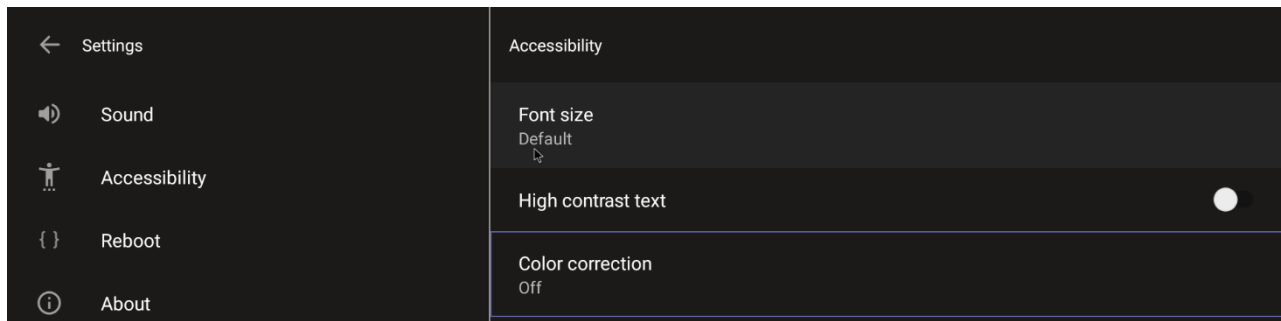 Settings
Sound
Accessibility
{ } Reboot
About
Accessibility
Font size
Default
High contrast text
Color correction
Off